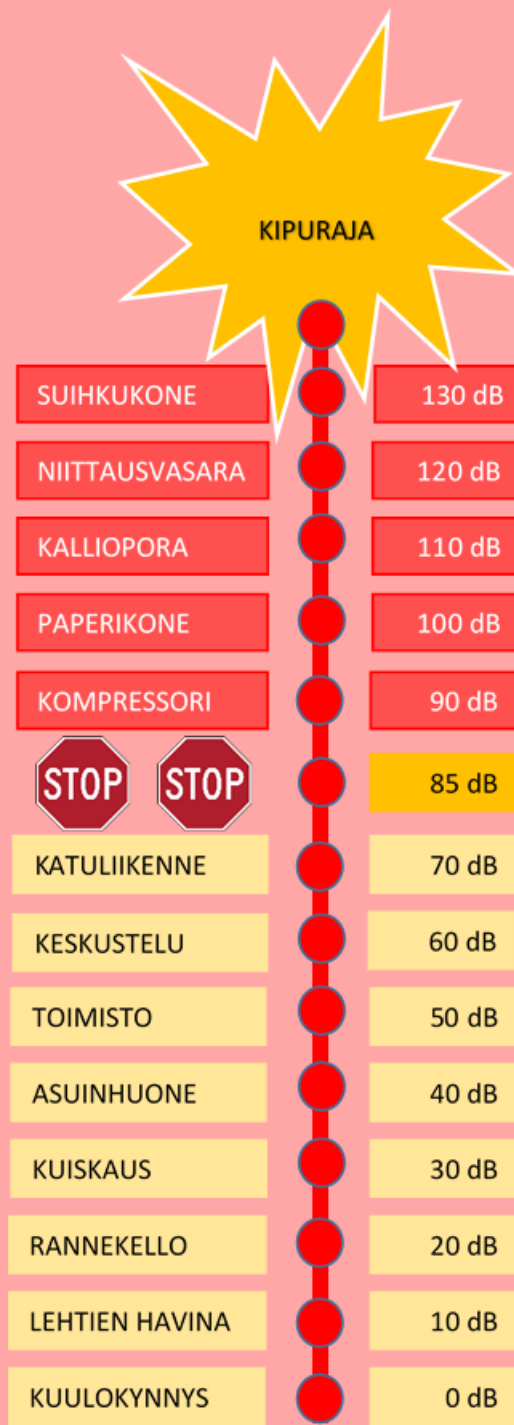 KIPURAJA
SUIHKUKONE 130 dB
NIITTAUSVASARA 120 dB
KALLIOPORA 110 dB
PAPERIKONE 100 dB
KOMPRESSORI 90 dB
STOP STOP 85 dB
KATULIIKENNE 70 dB
KESKUSTELU 60 dB
TOIMISTO 50 dB
ASUINHUONE 40 dB
KUISKAUS 30 dB
RANNEKELLO 20 dB
LEHTIEN HAVINA 10 dB
KUULOKYNNYS 0 dB